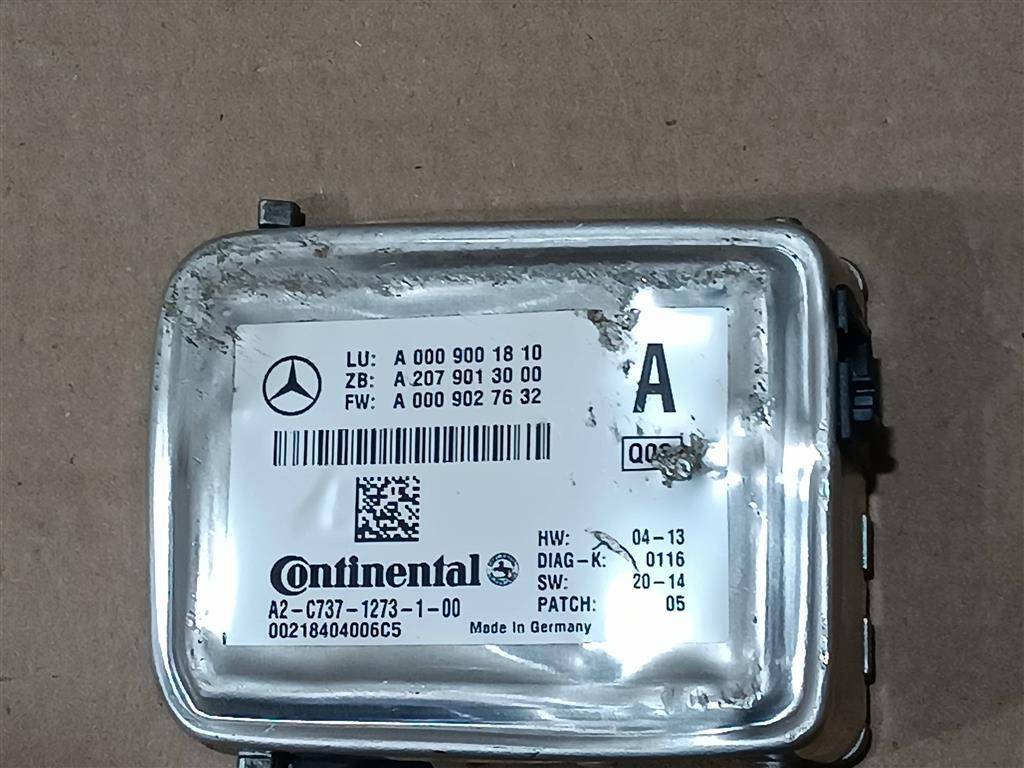 LU: A 000 900 18 10
ZB: A 207 901 30 00
FW: A 000 902 76 32
A
HW: 04-13
DIAG-K: 0116
SW: 20-14
PATCH: 05
Continental
A2-C737-1273-1-00
00218404006C5
Made In Germany